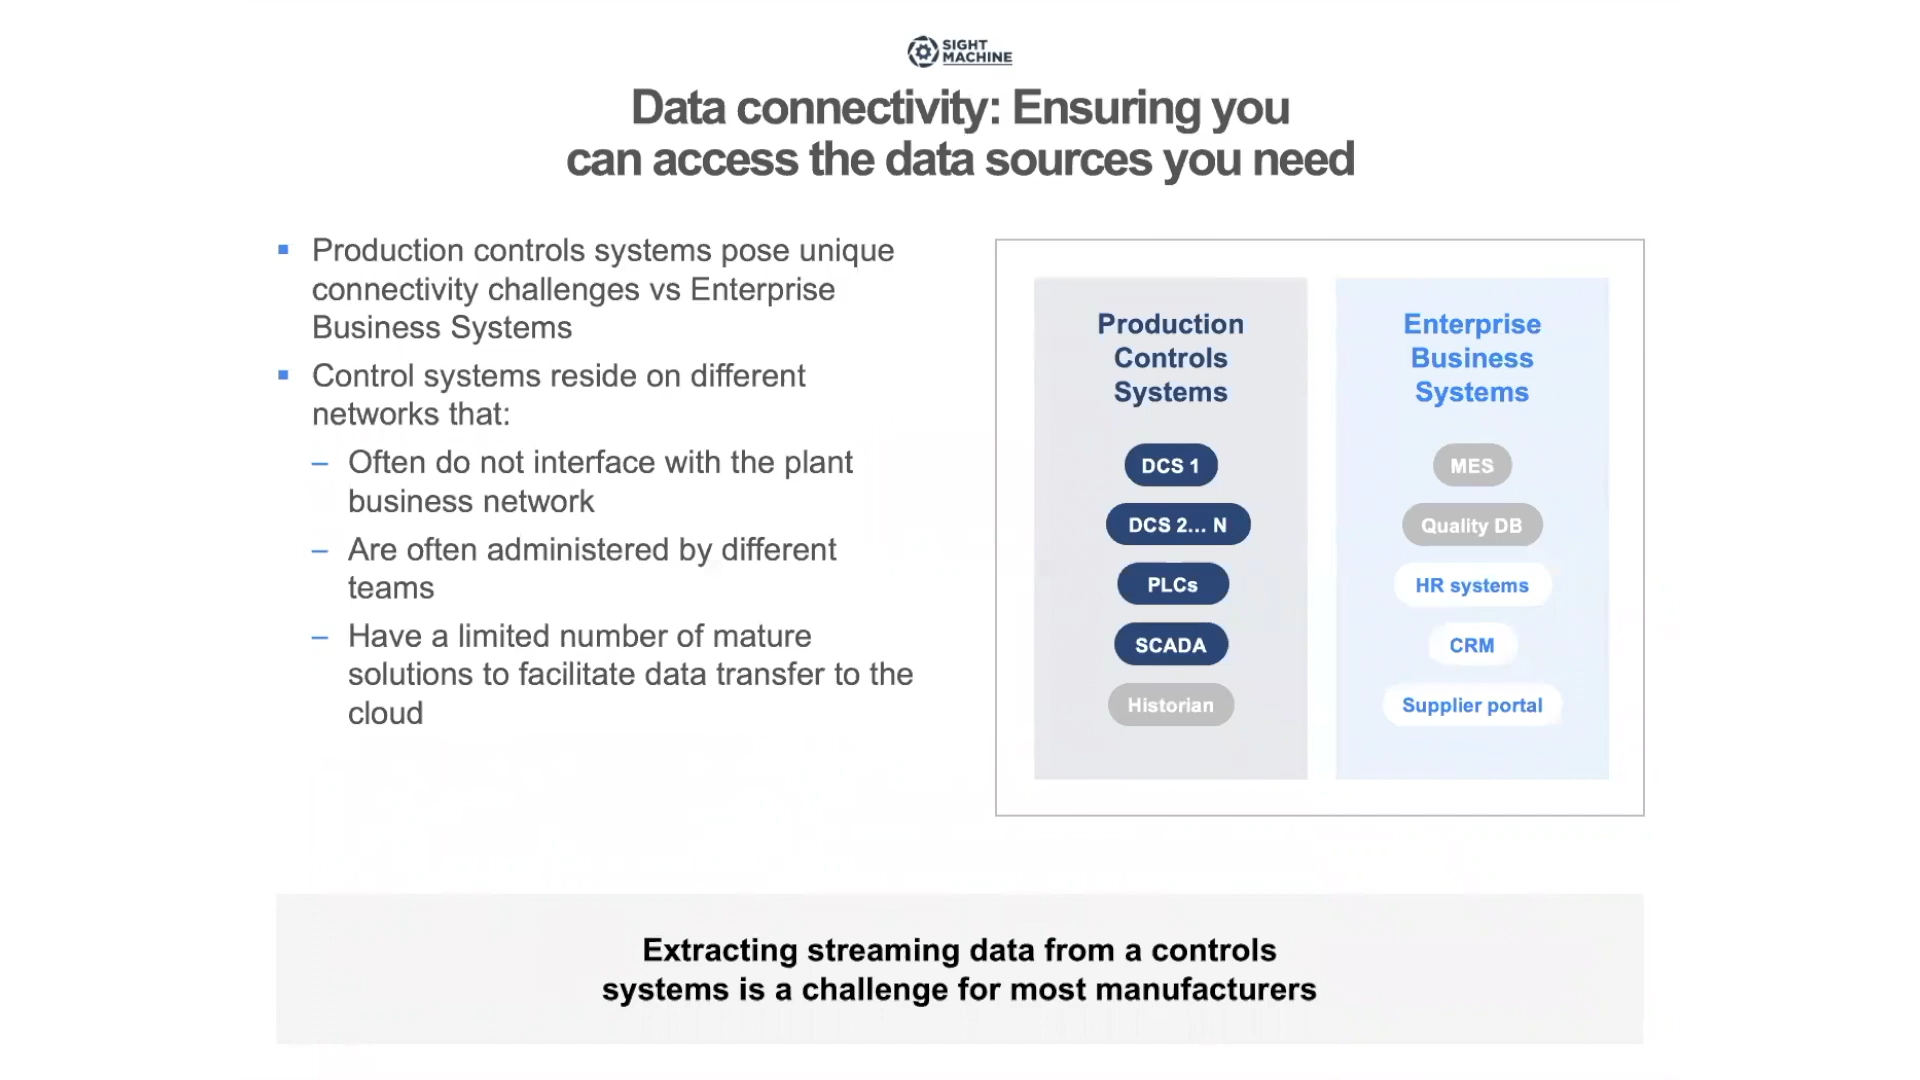 SIGHT
MACHINE
Data connectivity: Ensuring you
can access the data sources you need
Production controls systems pose unique
connectivity challenges vs Enterprise
Business Systems
Control systems reside on different
networks that:
– Often do not interface with the plant
business network
– Are often administered by different
teams
– Have a limited number of mature
solutions to facilitate data transfer to the
cloud
Production
Controls
Systems
DCS 1
DCS 2... N
PLCs
SCADA
Historian
Enterprise
Business
Systems
MES
Quality DB
HR systems
CRM
Supplier portal
Extracting streaming data from a controls
systems is a challenge for most manufacturers